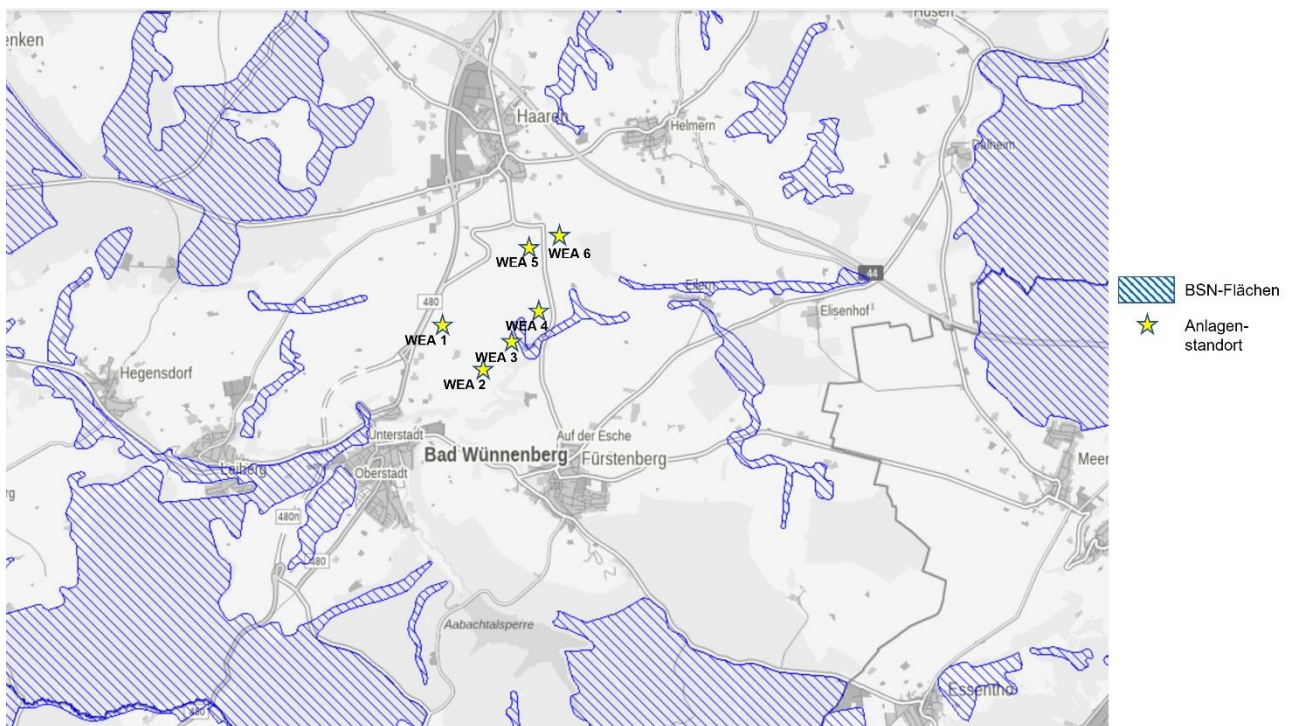 enken
Husen
Haaren
Helmern
Dalheim
WEA 5
WEA 6
44
Eilern
480
Elisenhof
WEA 4
WEA 1
WEA 3
WEA 2
Hegensdorf
BSN-Flächen
Anlagen-
standort
Unterstadt
Auf der Esche
Bad Wünnenberg
Fürstenberg
Leiberg
Oberstadt
Meer
rg
480n
480
Aabachtalsperre
Essentho
480